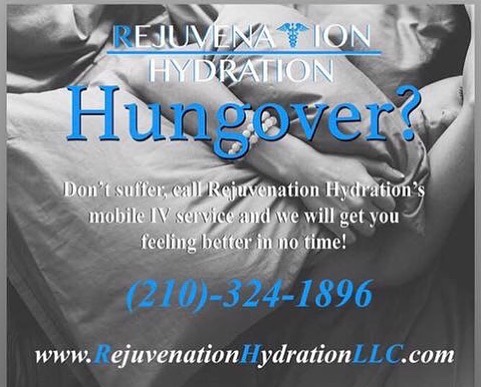 REJUVENATION
HYDRATION
Hungover?
Don't suffer, call Rejuvenation Hydration's
mobile IV service and we will get you
feeling better in no time!
(210)-324-1896
www.RejuvenationHydrationLLC.com